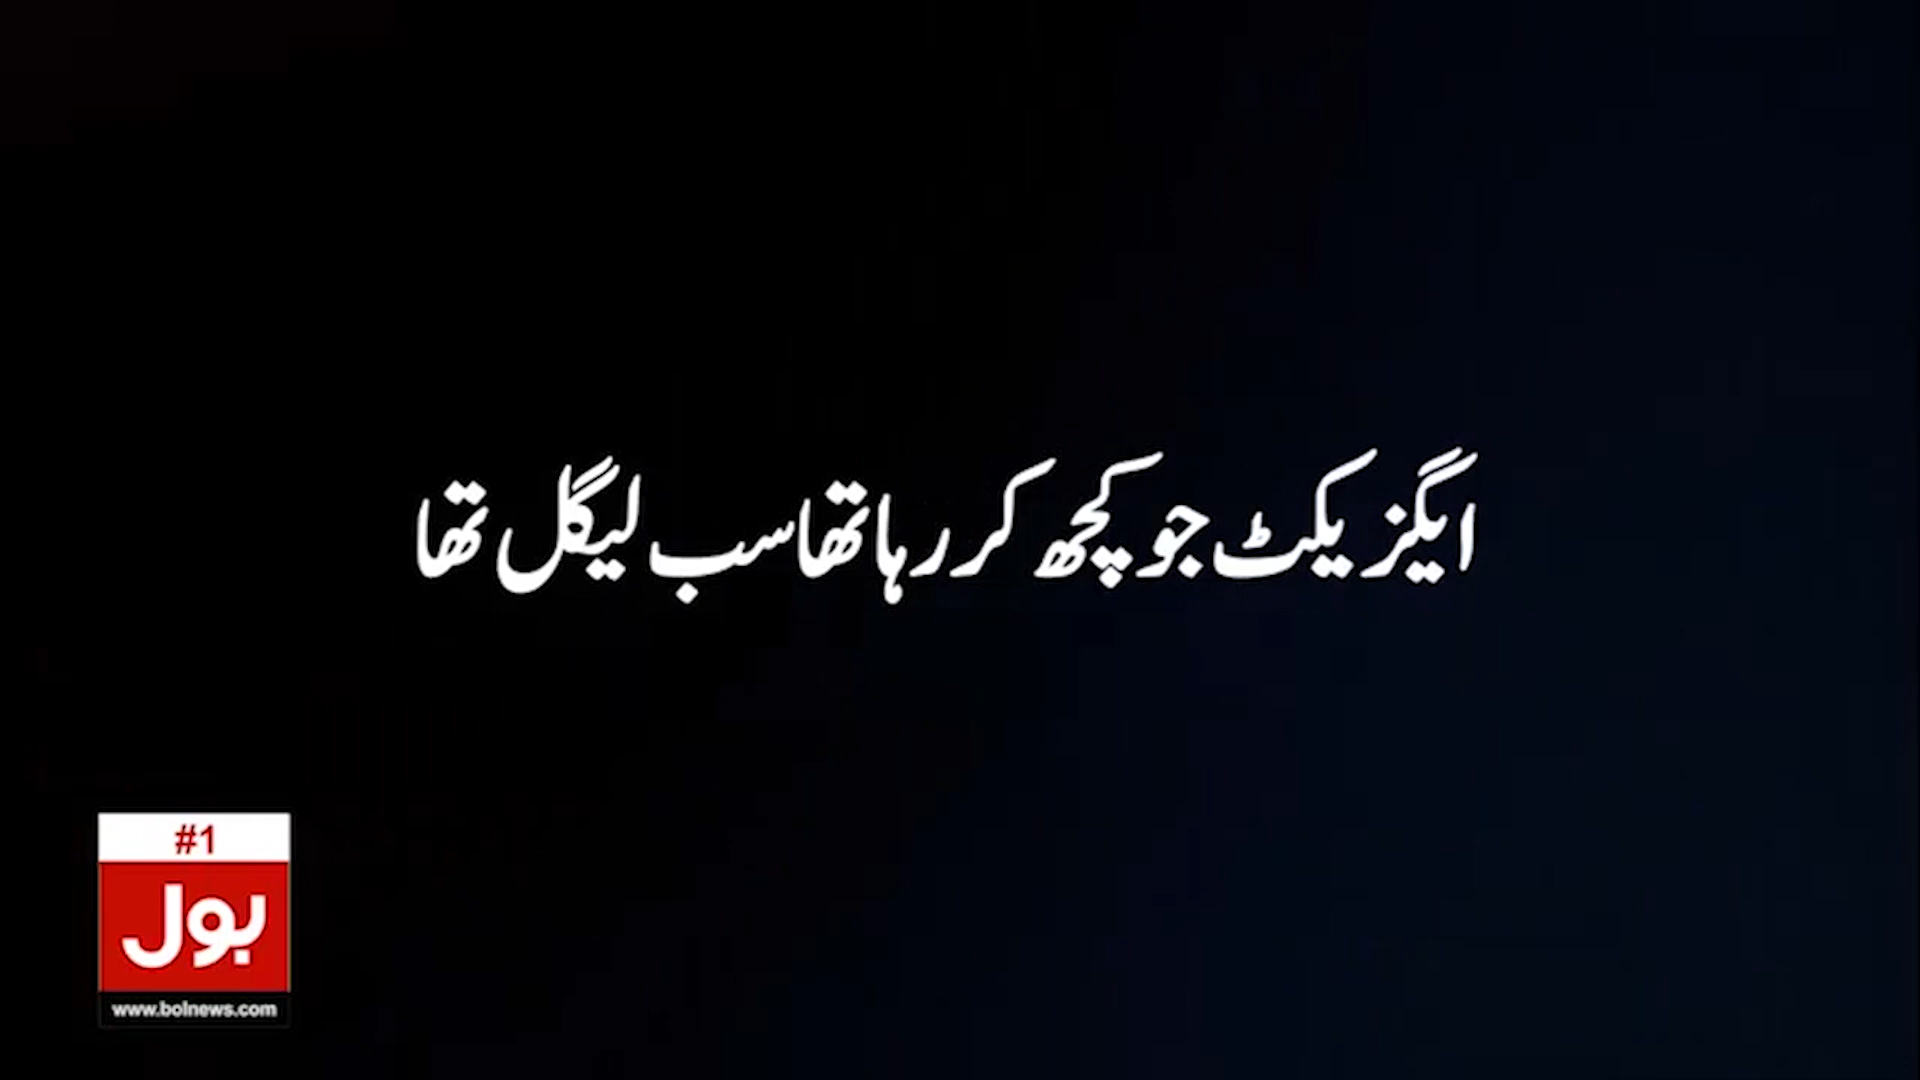 ایگزیکٹ جو کچھ کر رہا تھا سب لیگل تھا
#1
بول
www.bolnews.com